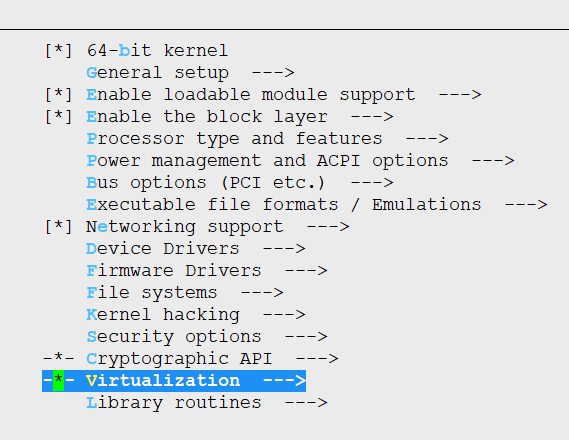 [*] 64-bit kernel
General setup --->
[*] Enable loadable module support --->
[*] Enable the block layer --->
Processor type and features --->
Power management and ACPI options --->
Bus options (PCI etc.) --->
Executable file formats / Emulations --->
[*] Networking support --->
Device Drivers --->
Firmware Drivers --->
File systems --->
Kernel hacking --->
Security options --->
-*- Cryptographic API --->
-*- Virtualization --->
Library routines --->